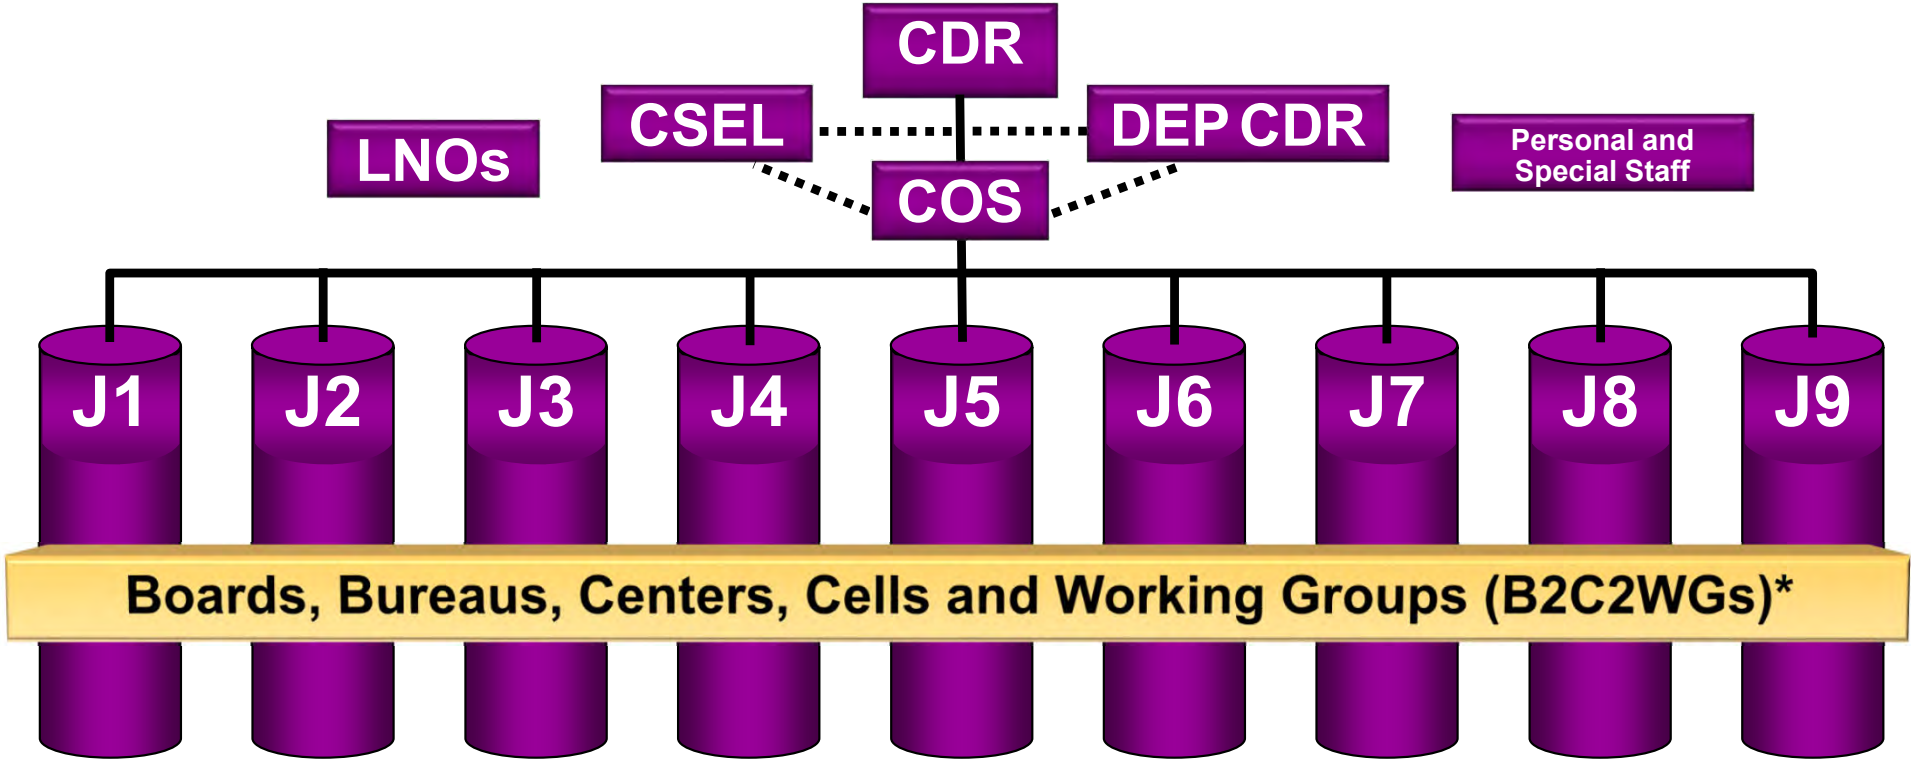 CDR
CSEL
DEP CDR
LNOs
Personal and
Special Staff
COS
J1
J2
J3
J4
J5
J6
J7
J8
J9
Boards, Bureaus, Centers, Cells and Working Groups (B2C2WGs)*